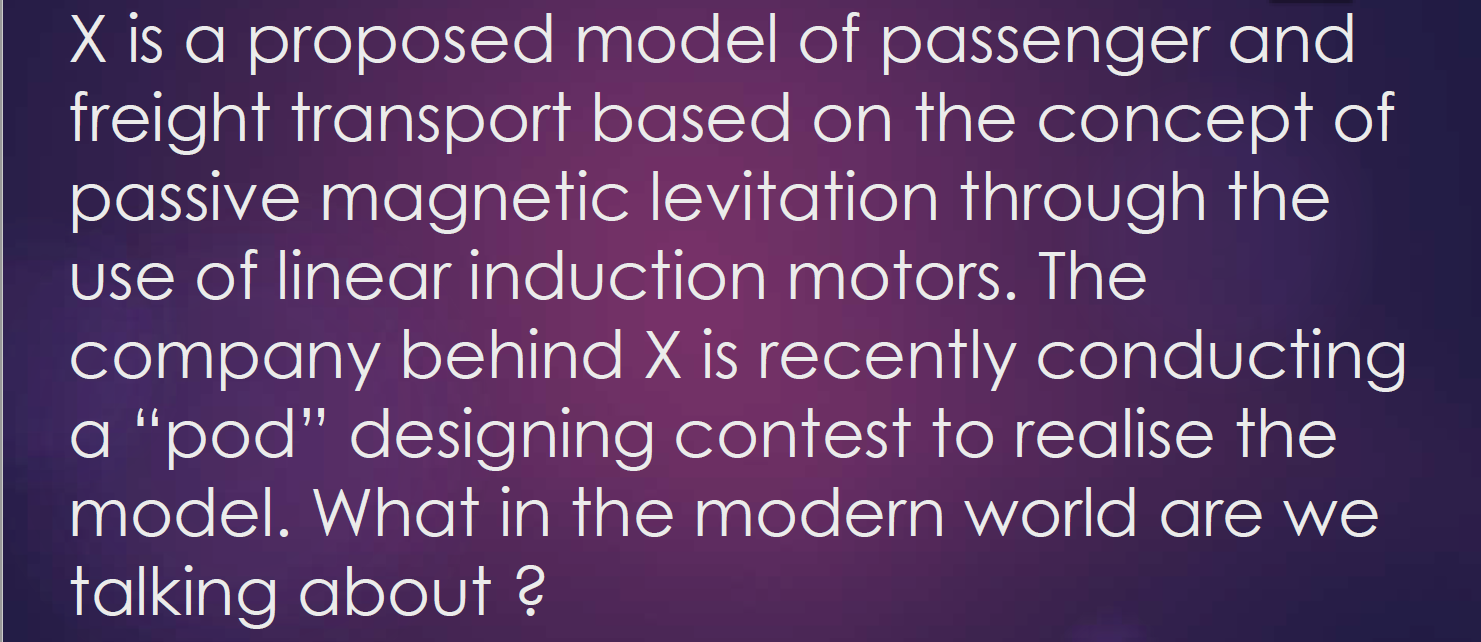 X is a proposed model of passenger and
freight transport based on the concept of
passive magnetic levitation through the
use of linear induction motors. The
company behind X is recently conducting
a “pod” designing contest to realise the
model. What in the modern world are we
talking about ?